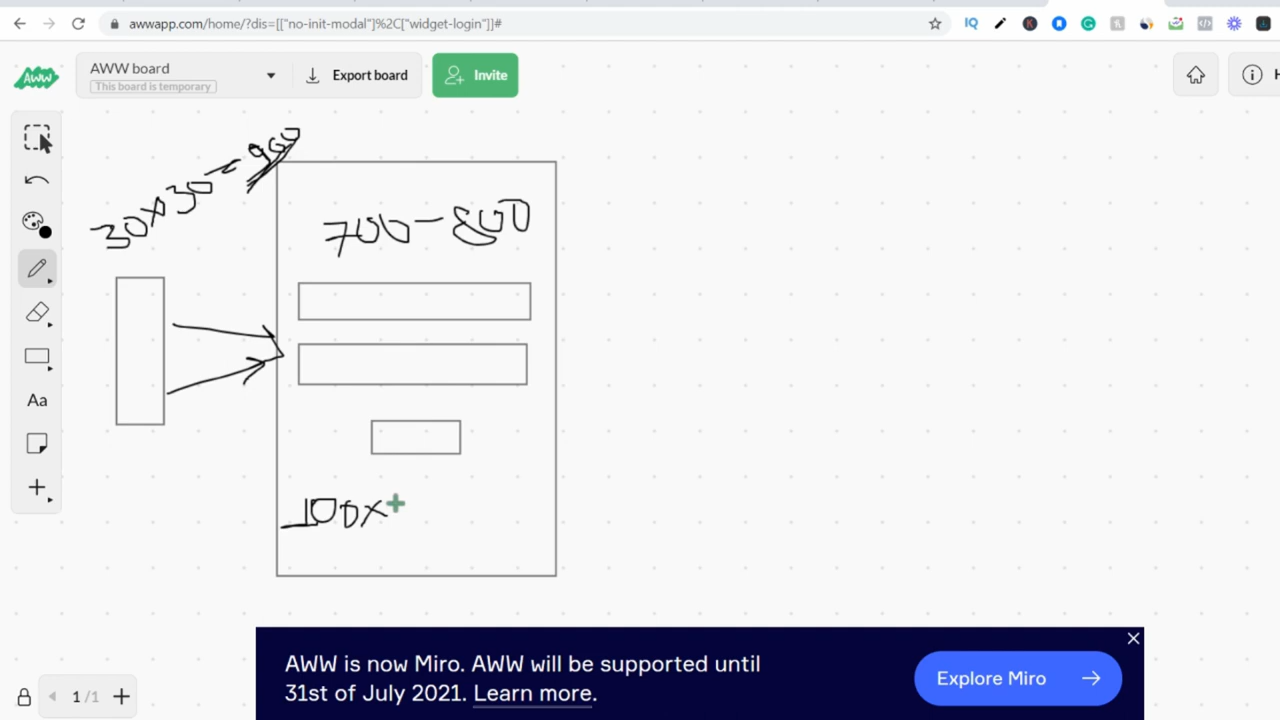 awwapp.com/home/?dis=[["no-init-modal"]%2C["widget-login"]]#
IQ
AWW
AWW board
This board is temporary
Export board
Invite
H
30x30=900
700-800
Aa
100x
1/1
AWW is now Miro. AWW will be supported until
31st of July 2021. Learn more.
Explore Miro